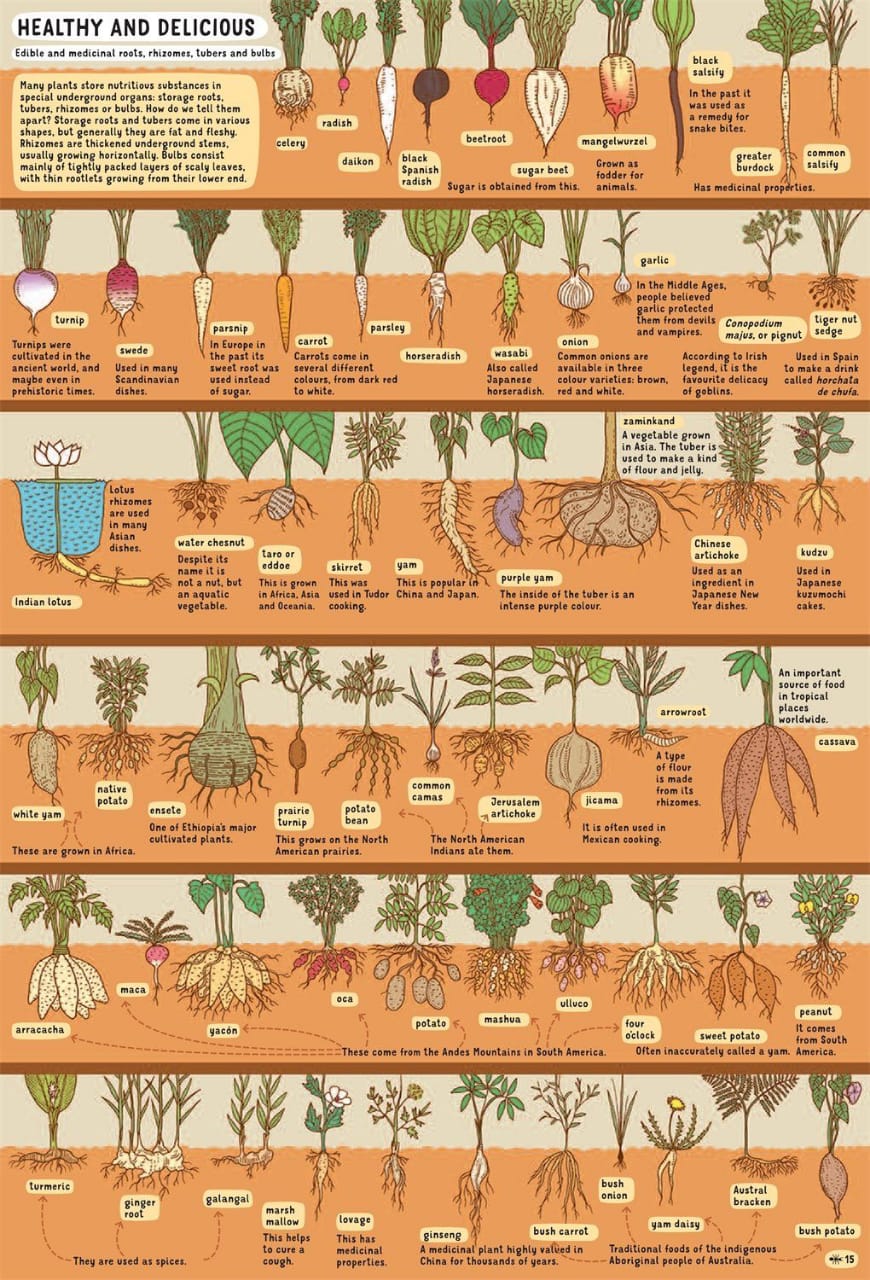 HEALTHY AND DELICIOUS
Edible and medicinal roots, rhizomes, tubers and bulbs
Many plants store nutritious substances in
special underground organs: storage roots,
tubers, rhizomes or bulbs. How do we tell them
apart? Storage roots and tubers come in various
shapes, but generally they are fat and fleshy.
Rhizomes are thickened underground stems,
usually growing horizontally. Bulbs consist
mainly of tightly packed layers of scaly leaves,
with thin rootlets growing from their lower end.
celery
radish
daikon
black
Spanish
radish
beetroot
sugar beet
Sugar is obtained from this.
mangelwurzel
Grown as
fodder for
animals.
black
salsify
In the past it
was used as
a remedy for
snake bites.
greater
burdock
common
salsify
Has medicinal properties.
turnip
Turnips were
cultivated in the
ancient world, and
maybe even in
prehistoric times.
swede
Used in many
Scandinavian
dishes.
parsnip
In Europe in
the past its
sweet root was
used instead
of sugar.
carrot
Carrots come in
several different
colours, from dark red
to white.
parsley
horseradish
wasabi
Also called
Japanese
horseradish.
onion
Common onions are
available in three
colour varieties: brown,
red and white.
garlic
In the Middle Ages,
people believed
garlic protected
them from devils
and vampires.
Conopodium
majus, or pignut
According to Irish
legend, it is the
favourite delicacy
of goblins.
tiger nut
sedge
Used in Spain
to make a drink
called horchata
de chufa.
Lotus
rhizomes
are used
in many
Asian
dishes.
Indian lotus
water chesnut
Despite its
name it is
not a nut, but
an aquatic
vegetable.
taro or
eddoe
This is grown
in Africa, Asia
and Oceania.
skirret
This was
used in Tudor
cooking.
yam
This is popular in
China and Japan.
purple yam
The inside of the tuber is an
intense purple colour.
zaminkand
A vegetable grown
in Asia. The tuber is
used to make a kind
of flour and jelly.
Chinese
artichoke
Used as an
ingredient in
Japanese New
Year dishes.
kudzu
Used in
Japanese
kuzumochi
cakes.
white yam
native
potato
These are grown in Africa.
ensete
One of Ethiopia's major
cultivated plants.
prairie
turnip
This grows on the North
American prairies.
potato
bean
common
camas
Jerusalem
artichoke
The North American
Indians ate them.
jicama
It is often used in
Mexican cooking.
arrowroot
A type
of flour
is made
from its
rhizomes.
An important
source of food
in tropical
places
worldwide.
cassava
arracacha
maca
yacón
oca
potato
mashua
ulluco
four
o'clock
These come from the Andes Mountains in South America.
sweet potato
Often inaccurately called a yam.
peanut
It comes
from South
America.
turmeric
ginger
root
galangal
They are used as spices.
marsh
mallow
This helps
to cure a
cough.
lovage
This has
medicinal
properties.
ginseng
A medicinal plant highly valued in
China for thousands of years.
bush carrot
bush
onion
yam daisy
Austral
bracken
bush potato
Traditional foods of the indigenous
Aboriginal people of Australia.
15